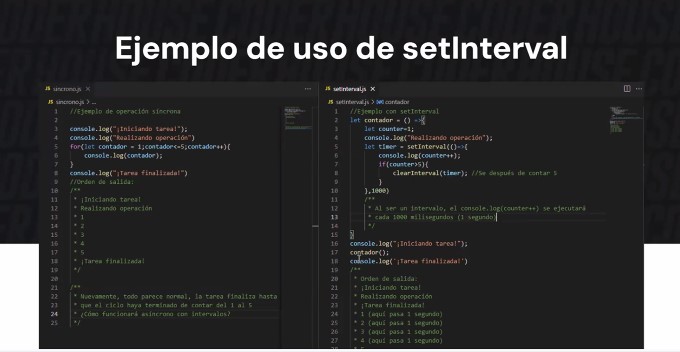 Ejemplo de uso de setInterval
sincrono.js
sincrono.js > ...
1 //Ejemplo de operación síncrona
2
3 console.log("¡Iniciando tarea!");
4 console.log("Realizando operación")
5 for(let contador = 1;contador<=5;contador++){
6 console.log(contador);
7 }
8 console.log("¡Tarea finalizada!")
9 //Orden de salida:
10 /**
11 * ¡Iniciando tarea!
12 * Realizando operación
13 * 1
14 * 2
15 * 3
16 * 4
17 * 5
18 * ¡Tarea finalizada!
19 */
20
21 /**
22 * Nuevamente, todo parece normal, la tarea finaliza hasta
23 * que el ciclo haya terminado de contar del 1 al 5
24 * ¿Cómo funcionará asíncrono con intervalos?
25 */
setInterval.js
setInterval.js > contador
1 //Ejemplo con setInterval
2 let contador = () =>{
3 let counter=1;
4 console.log("Realizando operación");
5 let timer = setInterval(()=>{
6 console.log(counter++);
7 if(counter>5){
8 clearInterval(timer); //Se después de contar 5
9 }
10 },1000)
11 /**
12 * Al ser un intervalo, el console.log(counter++) se ejecutará
13 * cada 1000 milisegundos (1 segundo)
14 */
15 }
16 console.log("¡Iniciando tarea!");
17 contador();
18 console.log('¡Tarea finalizada!')
19 /**
20 * Orden de salida:
21 * ¡Iniciando tarea!
22 * Realizando operación
23 * ¡Tarea finalizada!
24 * 1 (aquí pasa 1 segundo)
25 * 2 (aquí pasa 1 segundo)
26 * 3 (aquí pasa 1 segundo)
27 * 4 (aquí pasa 1 segundo)